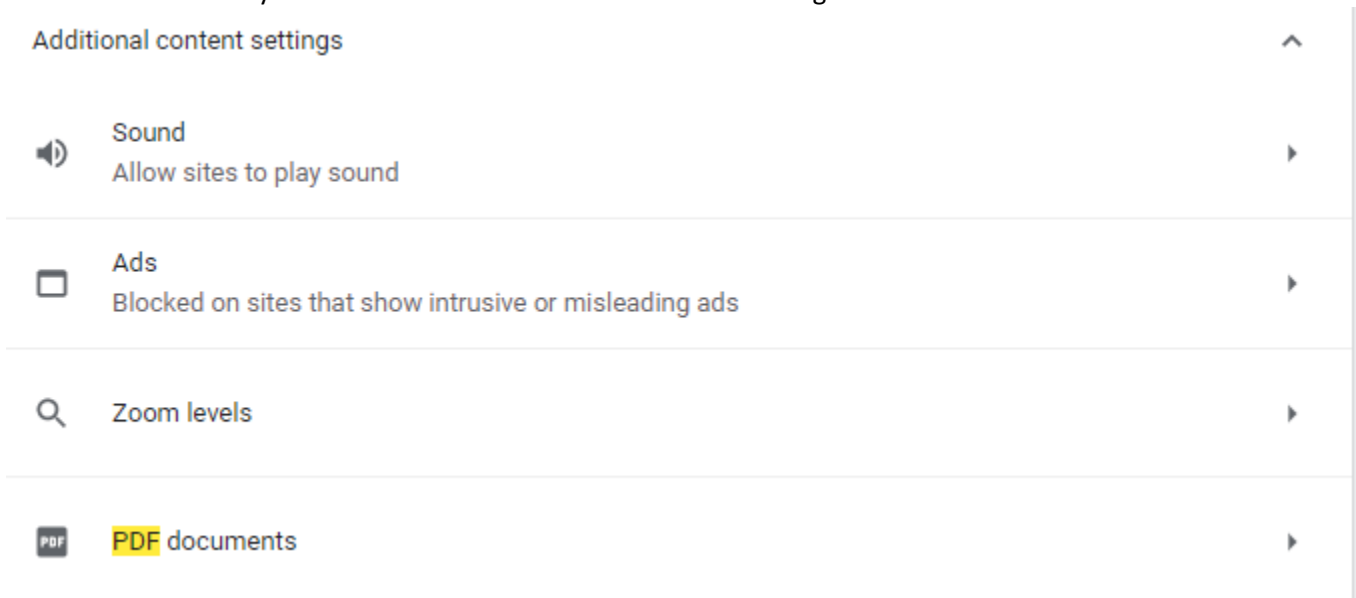 Additional content settings
Sound
Allow sites to play sound
Ads
Blocked on sites that show intrusive or misleading ads
Zoom levels
PDF
PDF documents